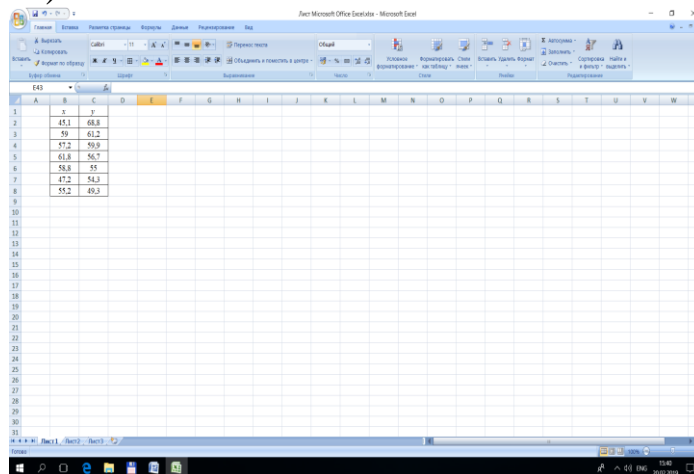 Лист Microsoft Office Excel.xlsx - Microsoft Excel
Главная Вставка Разметка страницы Формулы Данные Рецензирование Вид
Вырезать
Копировать
Формат по образцу
Вставить
Calibri 11
Перенос текста
Объединить и поместить в центре
Общий
Условное форматирование
Форматировать как таблицу
Стили ячеек
Вставить Удалить Формат
Автосумма
Заполнить
Очистить
Сортировка и фильтр
Найти и выделить
Буфер обмена Шрифт Выравнивание Число Стили Ячейки Редактирование
E43 fx
A B C D E F G H I J K L M N O P Q R S T U V W
1 x y
2 45,1 68,8
3 59 61,2
4 57,2 59,9
5 61,8 56,7
6 58,8 55
7 47,2 54,3
8 55,2 49,3
9
10
11
12
13
14
15
16
17
18
19
20
21
22
23
24
25
26
27
28
29
30
31
Лист1 Лист2 Лист3
Готово 100%
ENG 15:40
20.02.2019